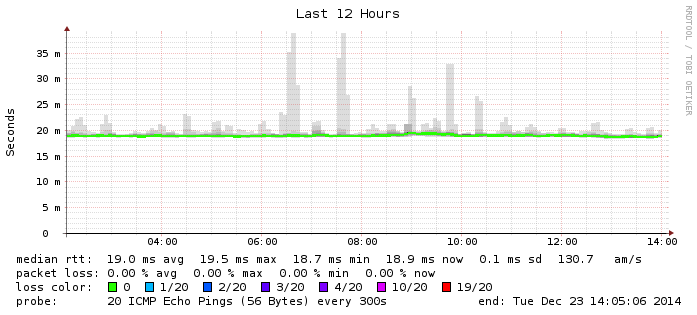 Last 12 Hours
RRDTOOL / TOBI OETIKER
Seconds
35 m
30 m
25 m
20 m
15 m
10 m
5 m
0
04:00 06:00 08:00 10:00 12:00 14:00
median rtt: 19.0 ms avg 19.5 ms max 18.7 ms min 18.9 ms now 0.1 ms sd 130.7 am/s
packet loss: 0.00 % avg 0.00 % max 0.00 % min 0.00 % now
loss color: 0 1/20 2/20 3/20 4/20 10/20 19/20
probe: 20 ICMP Echo Pings (56 Bytes) every 300s end: Tue Dec 23 14:05:06 2014